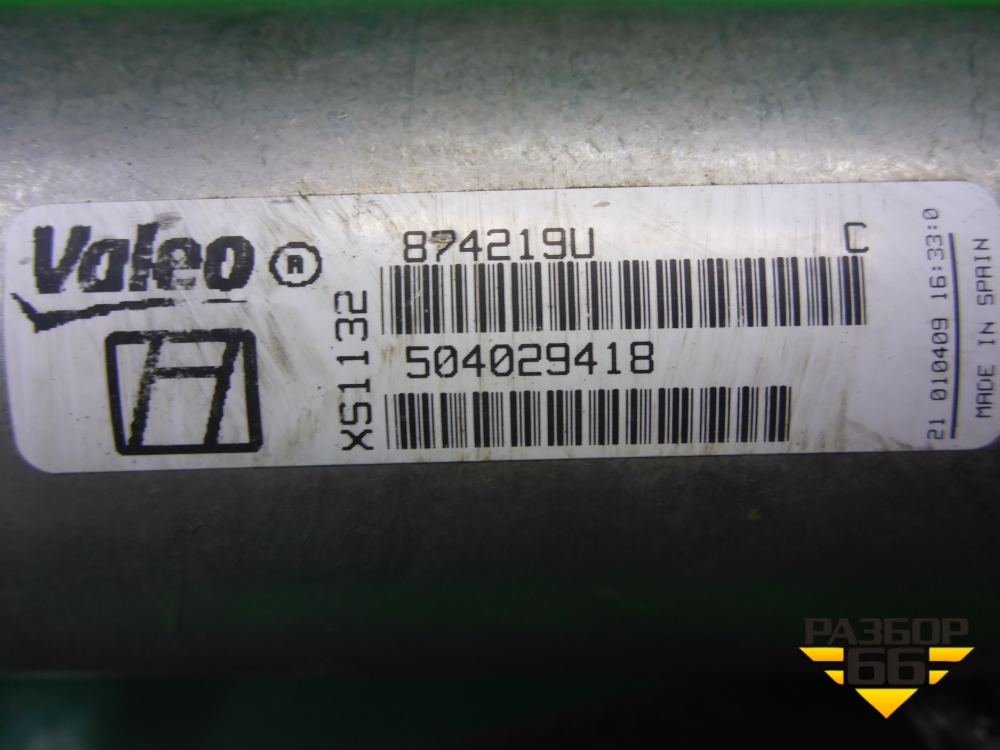 Valeo ®
874219U C
XS1132
504029418
21 010409 16:33:0
MADE IN SPAIN
РАЗБОР
66